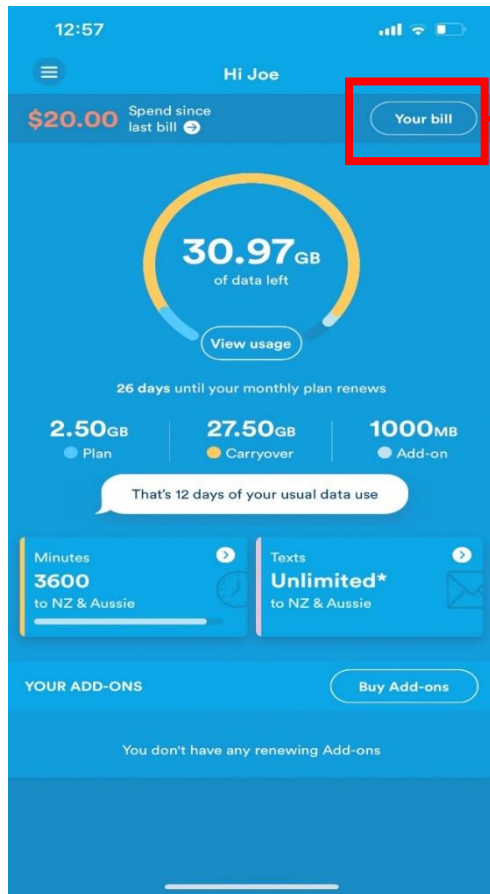 12:57
Hi Joe
$20.00 Spend since last bill
Your bill
30.97GB
of data left
View usage
26 days until your monthly plan renews
2.50GB
27.50GB
1000MB
Plan
Carryover
Add-on
That's 12 days of your usual data use
Minutes
3600
to NZ & Aussie
Texts
Unlimited*
to NZ & Aussie
YOUR ADD-ONS
Buy Add-ons
You don't have any renewing Add-ons